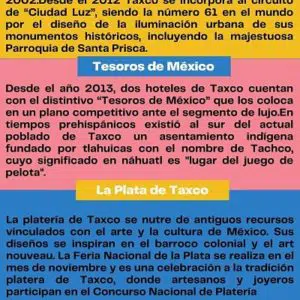 2002.Desde el 2012 Taxco se incorpora al circuito
de “Ciudad Luz”, siendo la número 61 en el mundo
por el diseño de la iluminación urbana de sus
monumentos históricos, incluyendo la majestuosa
Parroquia de Santa Prisca.
Tesoros de México
Desde el año 2013, dos hoteles de Taxco cuentan
con el distintivo “Tesoros de México” que los coloca
en un plano competitivo ante el segmento de lujo.En
tiempos prehispánicos existió al sur del actual
poblado de Taxco un asentamiento indígena
fundado por tlahuicas con el nombre de Tachco,
cuyo significado en náhuatl es "lugar del juego de
pelota".
La Plata de Taxco
La platería de Taxco se nutre de antiguos recursos
vinculados con el arte y la cultura de México. Sus
diseños se inspiran en el barroco colonial y el art
nouveau. La Feria Nacional de la Plata se realiza en el
mes de noviembre y es una celebración a la tradición
platera de Taxco, donde artesanos y joyeros
participan en el Concurso Nacional de Platería